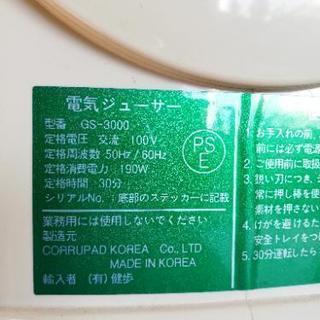 電気ジューサー
型番 GS-3000
定格電圧 交流 100V
定格周波数 50Hz / 60Hz
定格消費電力:190W
定格時間:30分
シリアルNo. :底部のステッカーに記載
PS
E
業務用には使用しないでください
製造元
CORRUPAD KOREA Co., LTD
MADE IN KOREA
輸入者 (有) 健歩
1. お手入れの前、
前には必ず電源
2. ご使用前に取扱
3. 鋭い刃につき
常に押し棒を使
素材を押さない
4. けがを避けるた
安全トレイをつ
5. 30分運転したら